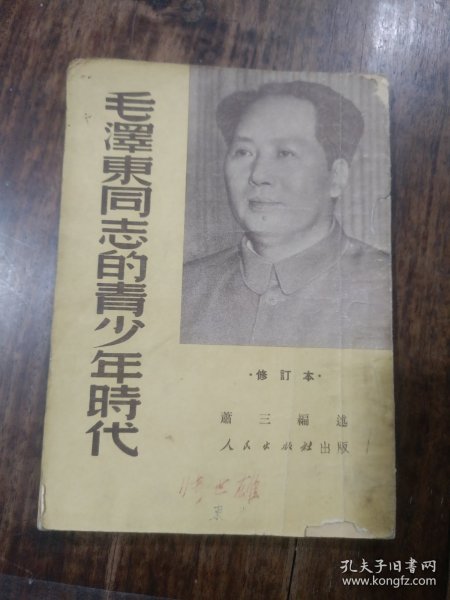 毛澤東同志的青少年時代
·修訂本·
蕭三編述
人民出版社出版
孔夫子旧书网
www.kongfz.com